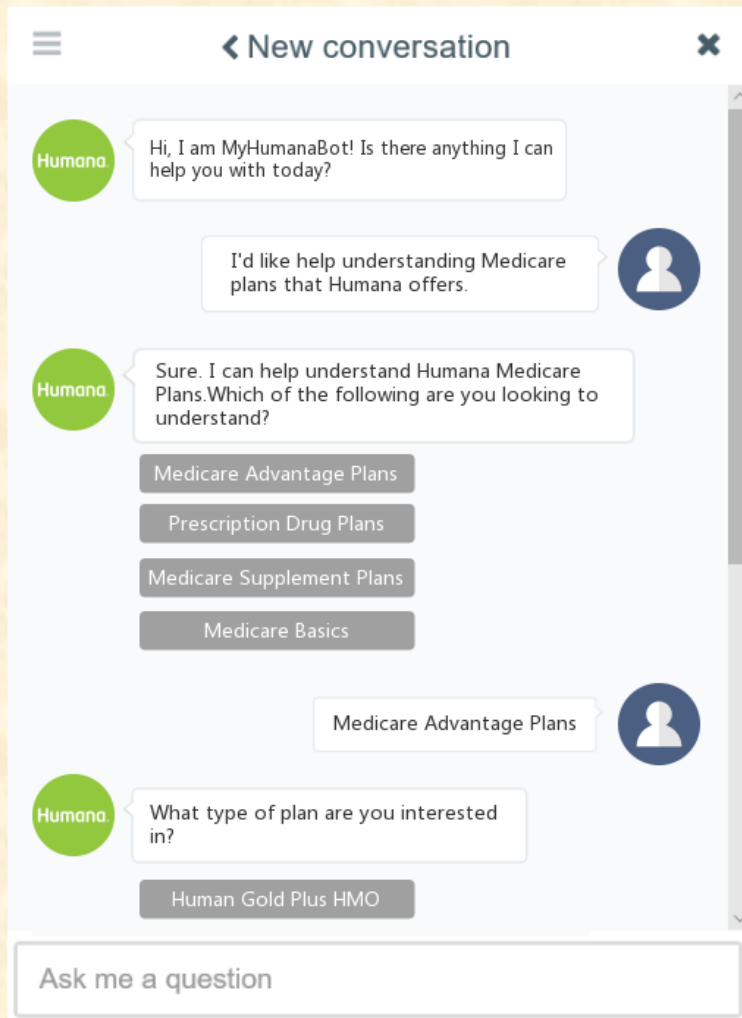 New conversation
Humana.
Hi, I am MyHumanaBot! Is there anything I can
help you with today?
I'd like help understanding Medicare
plans that Humana offers.
Humana.
Sure. I can help understand Humana Medicare
Plans.Which of the following are you looking to
understand?
Medicare Advantage Plans
Prescription Drug Plans
Medicare Supplement Plans
Medicare Basics
Medicare Advantage Plans
Humana.
What type of plan are you interested
in?
Human Gold Plus HMO
Ask me a question